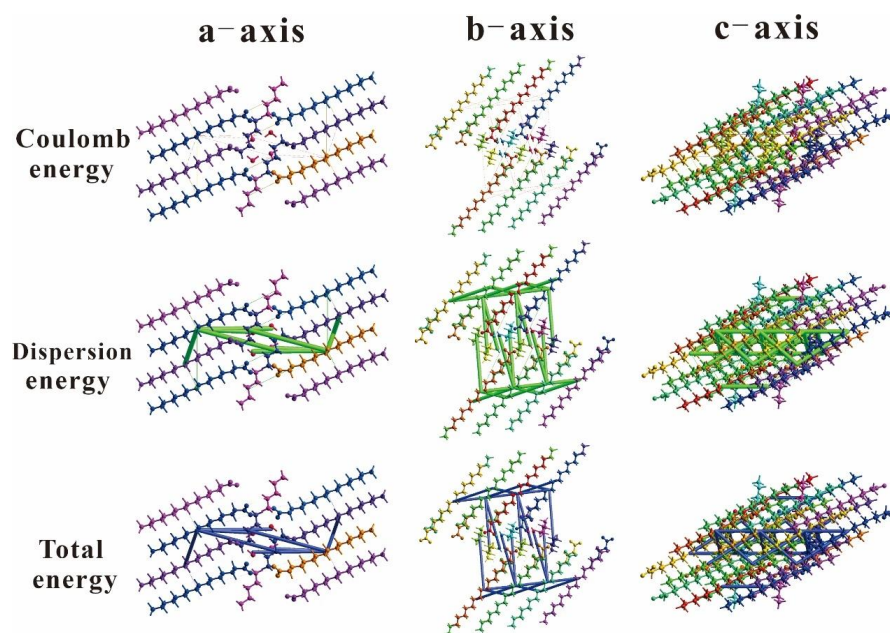 a-axis b-axis c-axis
Coulomb
energy
Dispersion
energy
Total
energy